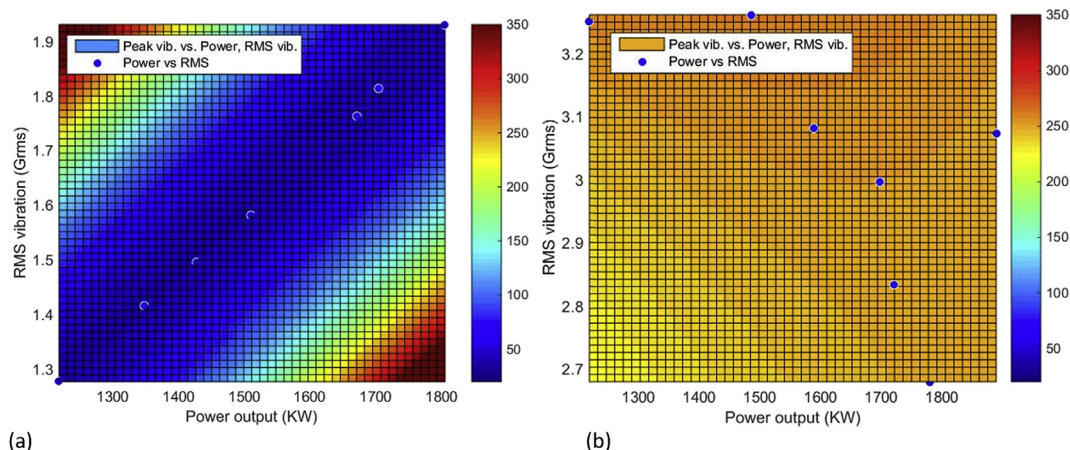 Peak vib. vs. Power, RMS vib.
Power vs RMS
RMS vibration (Grms)
1.9
1.8
1.7
1.6
1.5
1.4
1.3
1300 1400 1500 1600 1700 1800
Power output (KW)
350
300
250
200
150
100
50
(a)
Peak vib. vs. Power, RMS vib.
Power vs RMS
RMS vibration (Grms)
3.2
3.1
3
2.9
2.8
2.7
1300 1400 1500 1600 1700 1800
Power output (KW)
350
300
250
200
150
100
50
(b)